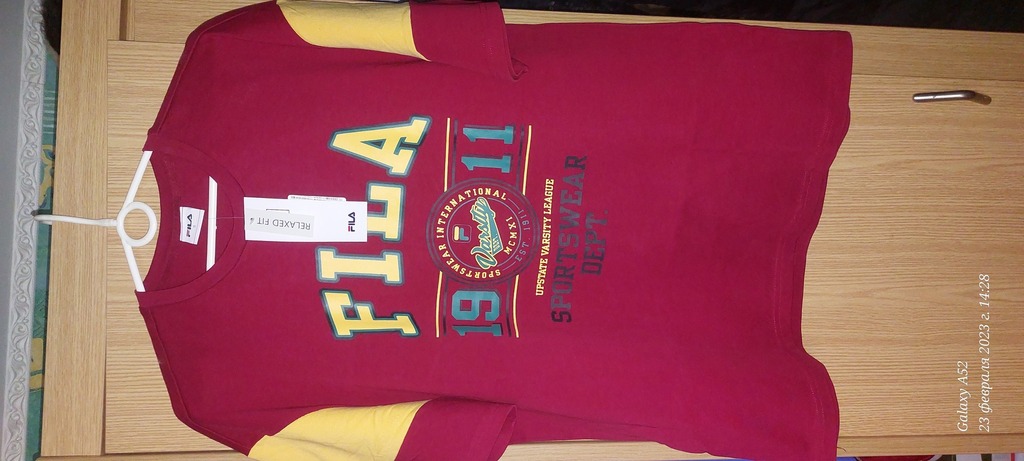 FILA
FILA
RELAXED FIT
FILA
19 11
SPORTSWEAR INTERNATIONAL
F
Varsity
MCMXI
EST 1911
UPSTATE VARSITY LEAGUE
SPORTSWEAR
DEPT.
Galaxy A52
23 февраля 2023 г. 14:28